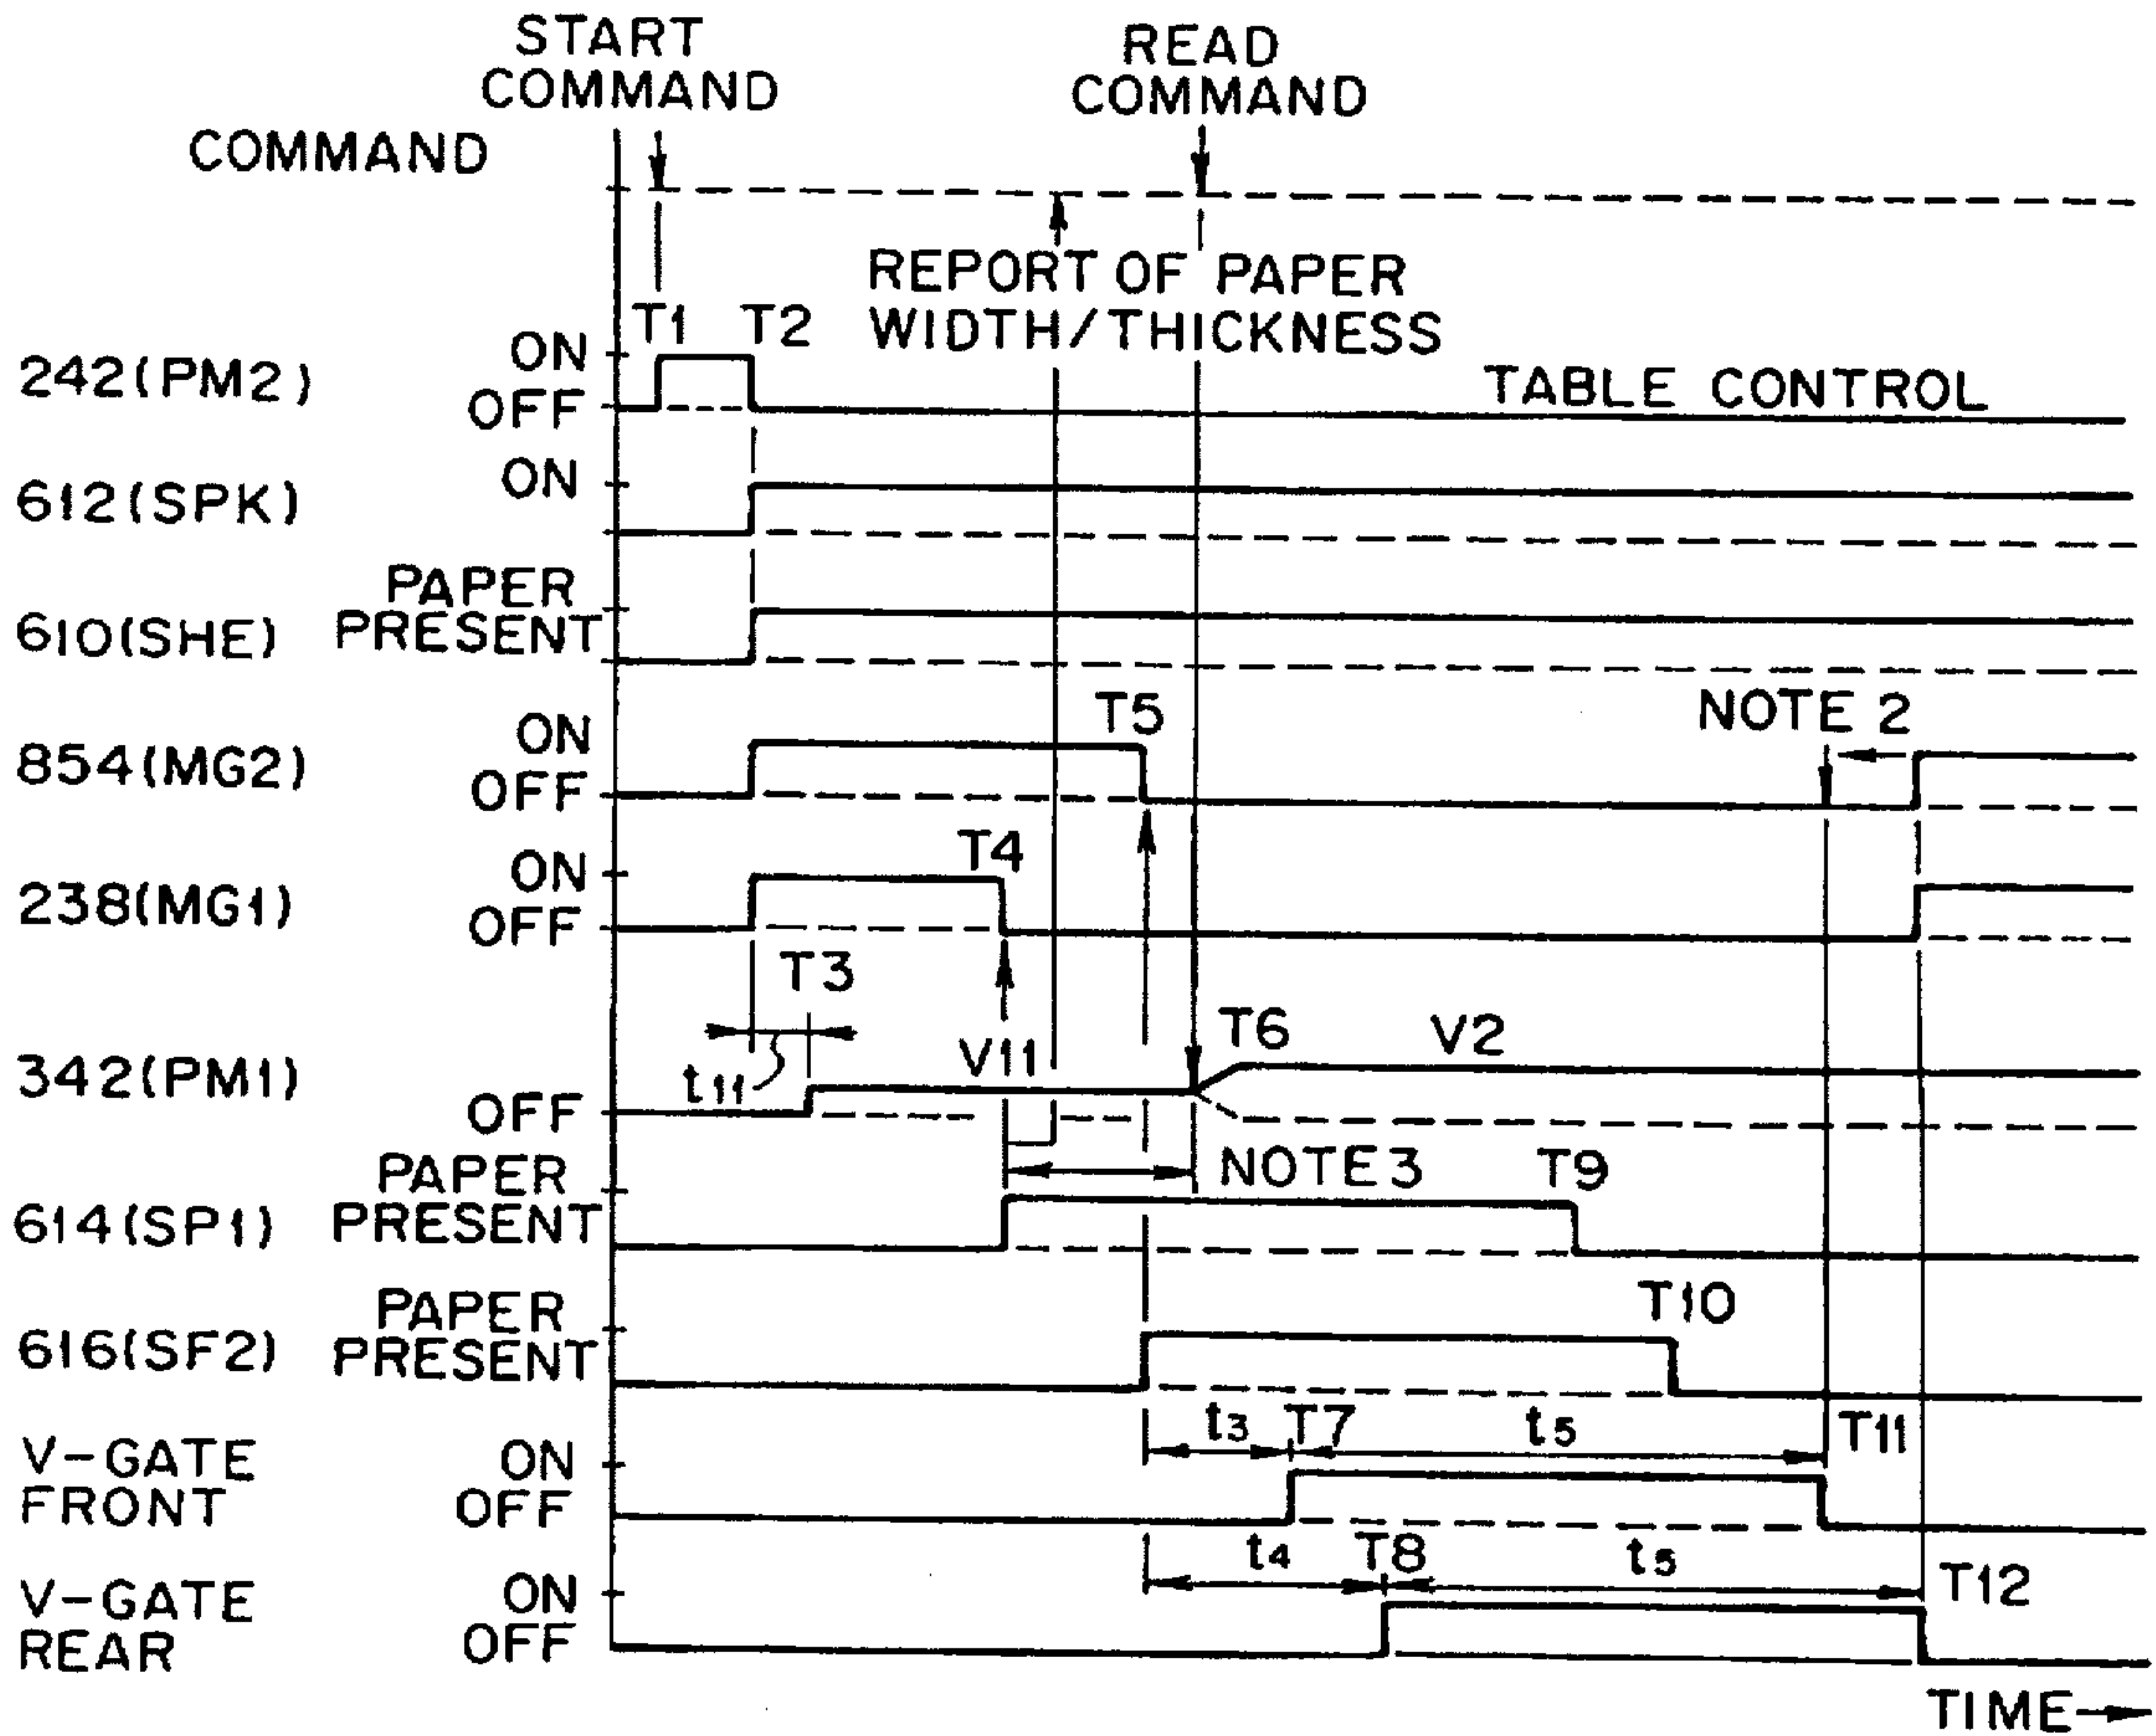 START
COMMAND
READ
COMMAND
COMMAND
REPORT OF PAPER
WIDTH/THICKNESS
T1 T2
242(PM2) ON
OFF
TABLE CONTROL
612(SPK) ON
610(SHE) PAPER
PRESENT
T5
NOTE 2
854(MG2) ON
OFF
T4
238(MG1) ON
OFF
T3
t11
V11
T6 V2
342(PM1) OFF
NOTE 3
T9
614(SP1) PAPER
PRESENT
T10
616(SF2) PAPER
PRESENT
t3 T7 t5 T11
V-GATE
FRONT
ON
OFF
t4 T8 t5 T12
V-GATE
REAR
ON
OFF
TIME